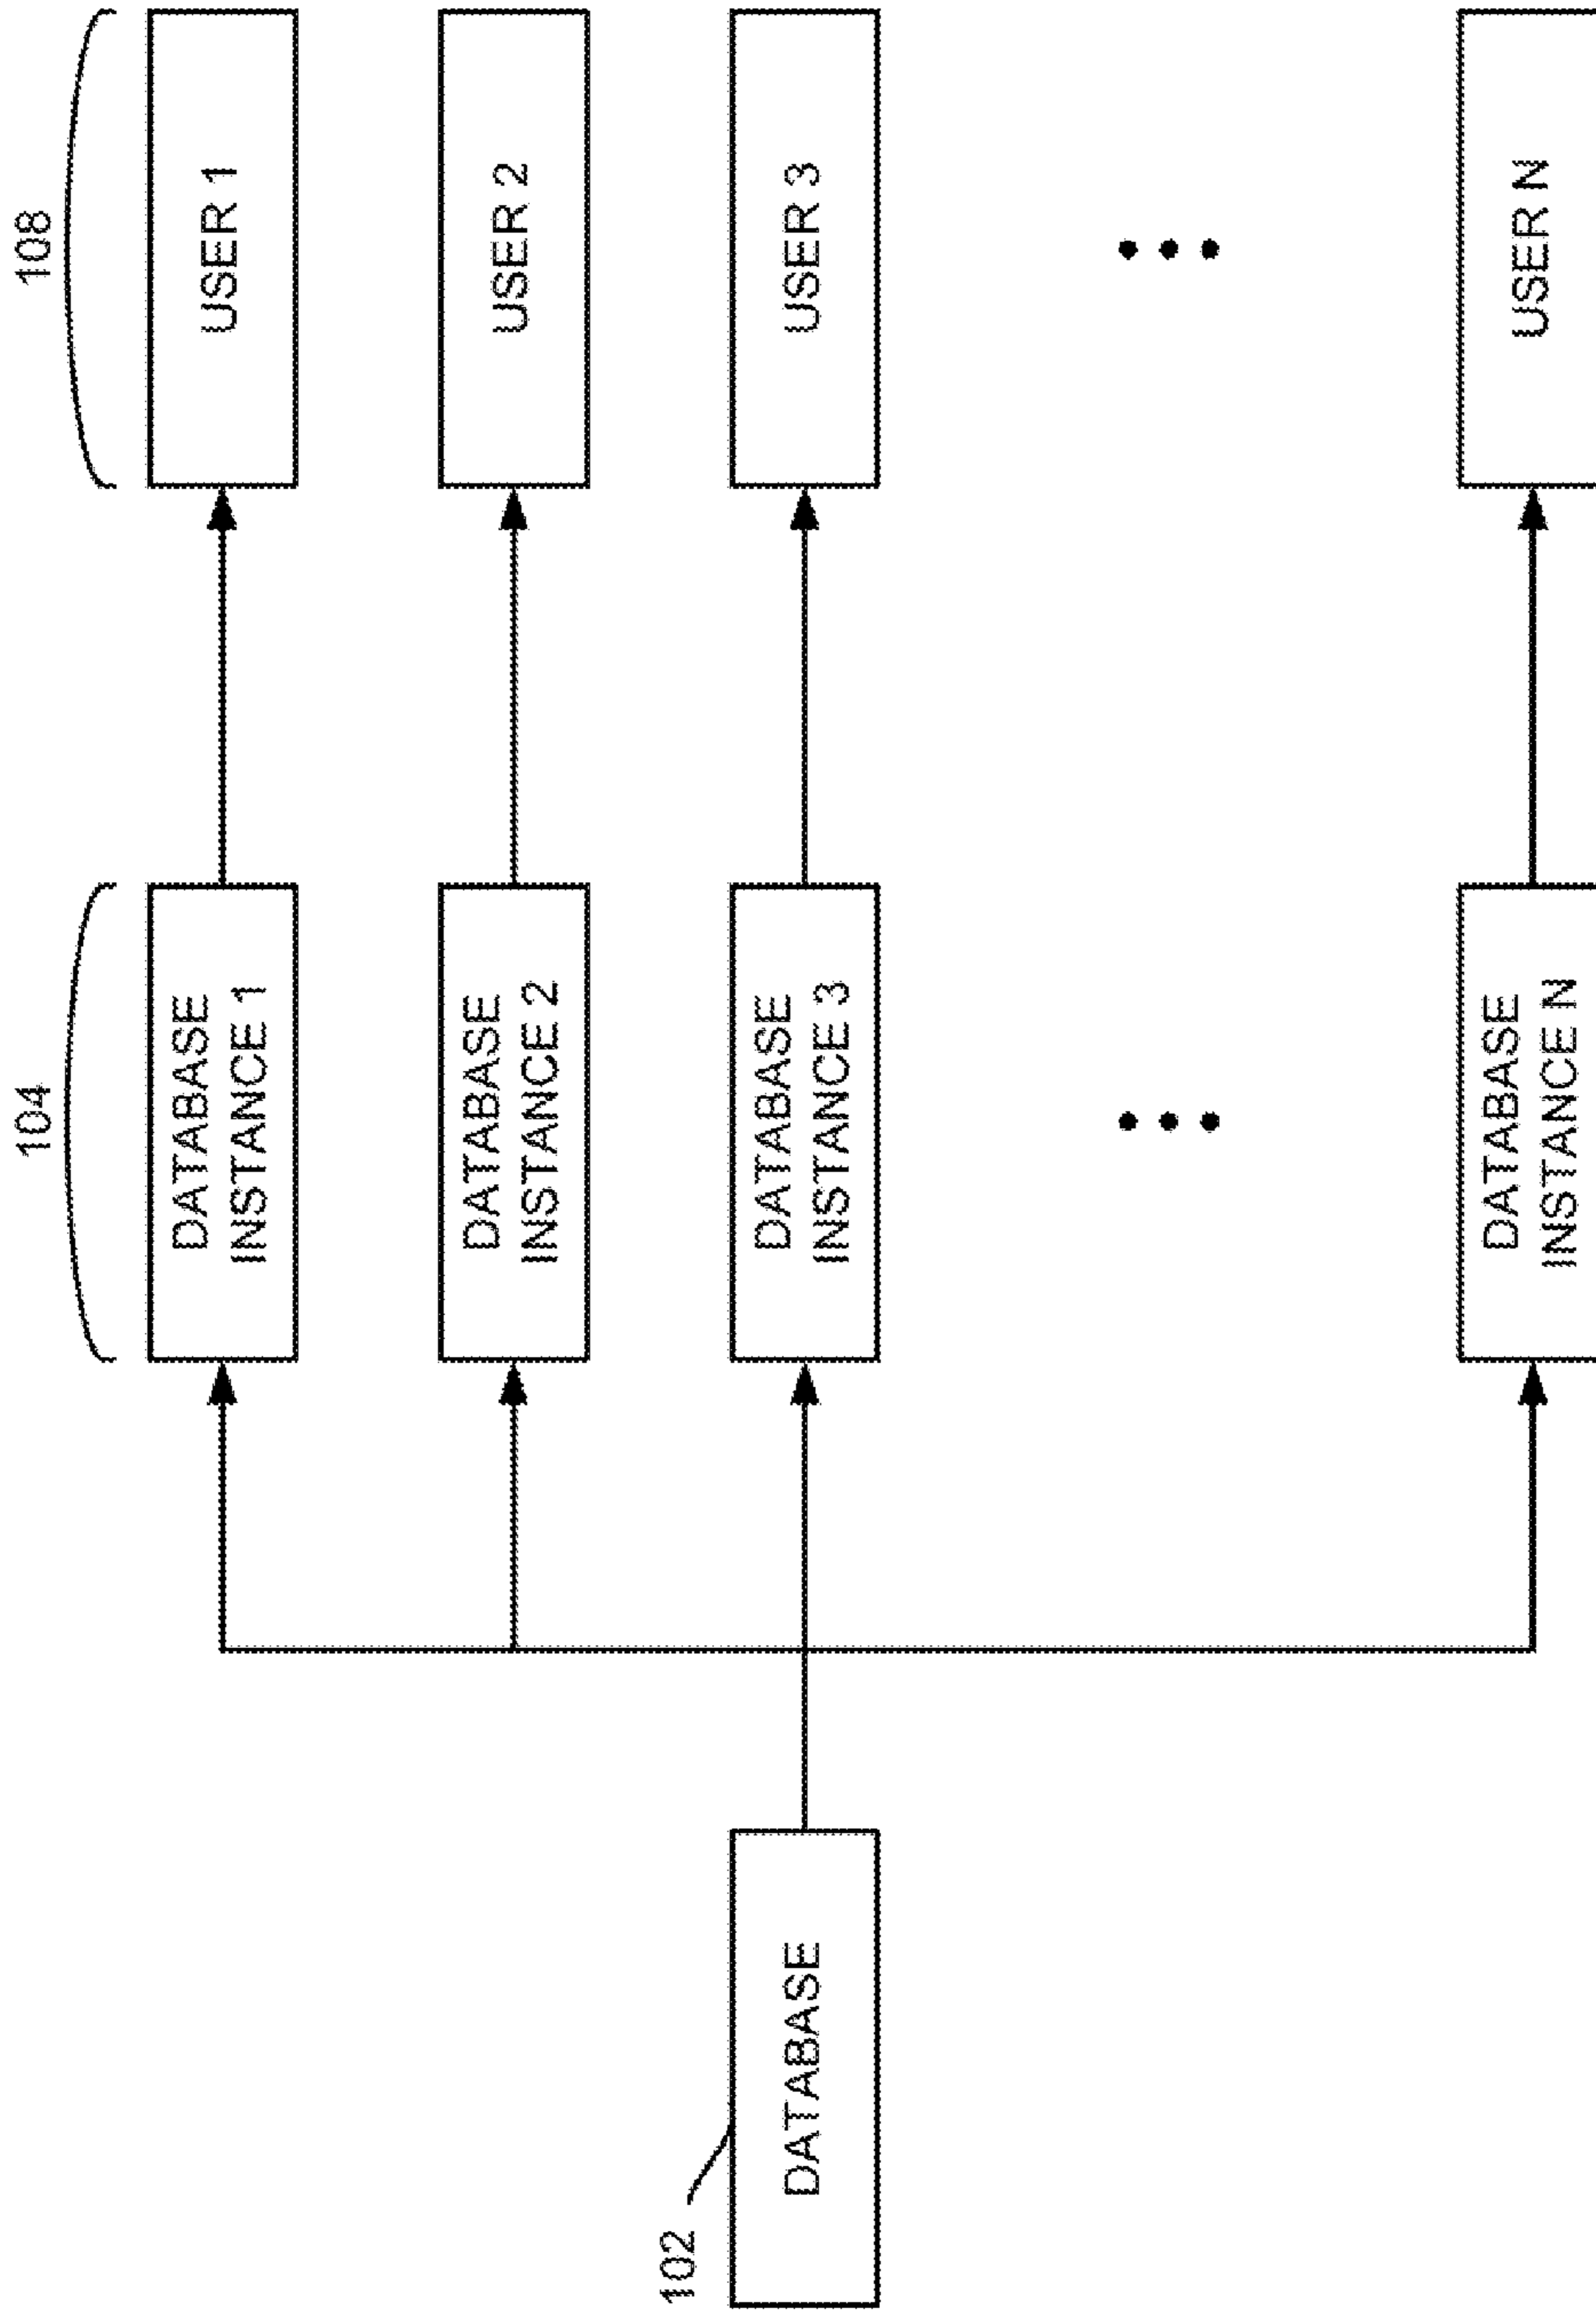 104
108
DATABASE
INSTANCE 1
USER 1
DATABASE
INSTANCE 2
USER 2
102
DATABASE
DATABASE
INSTANCE 3
USER 3
DATABASE
INSTANCE N
USER N